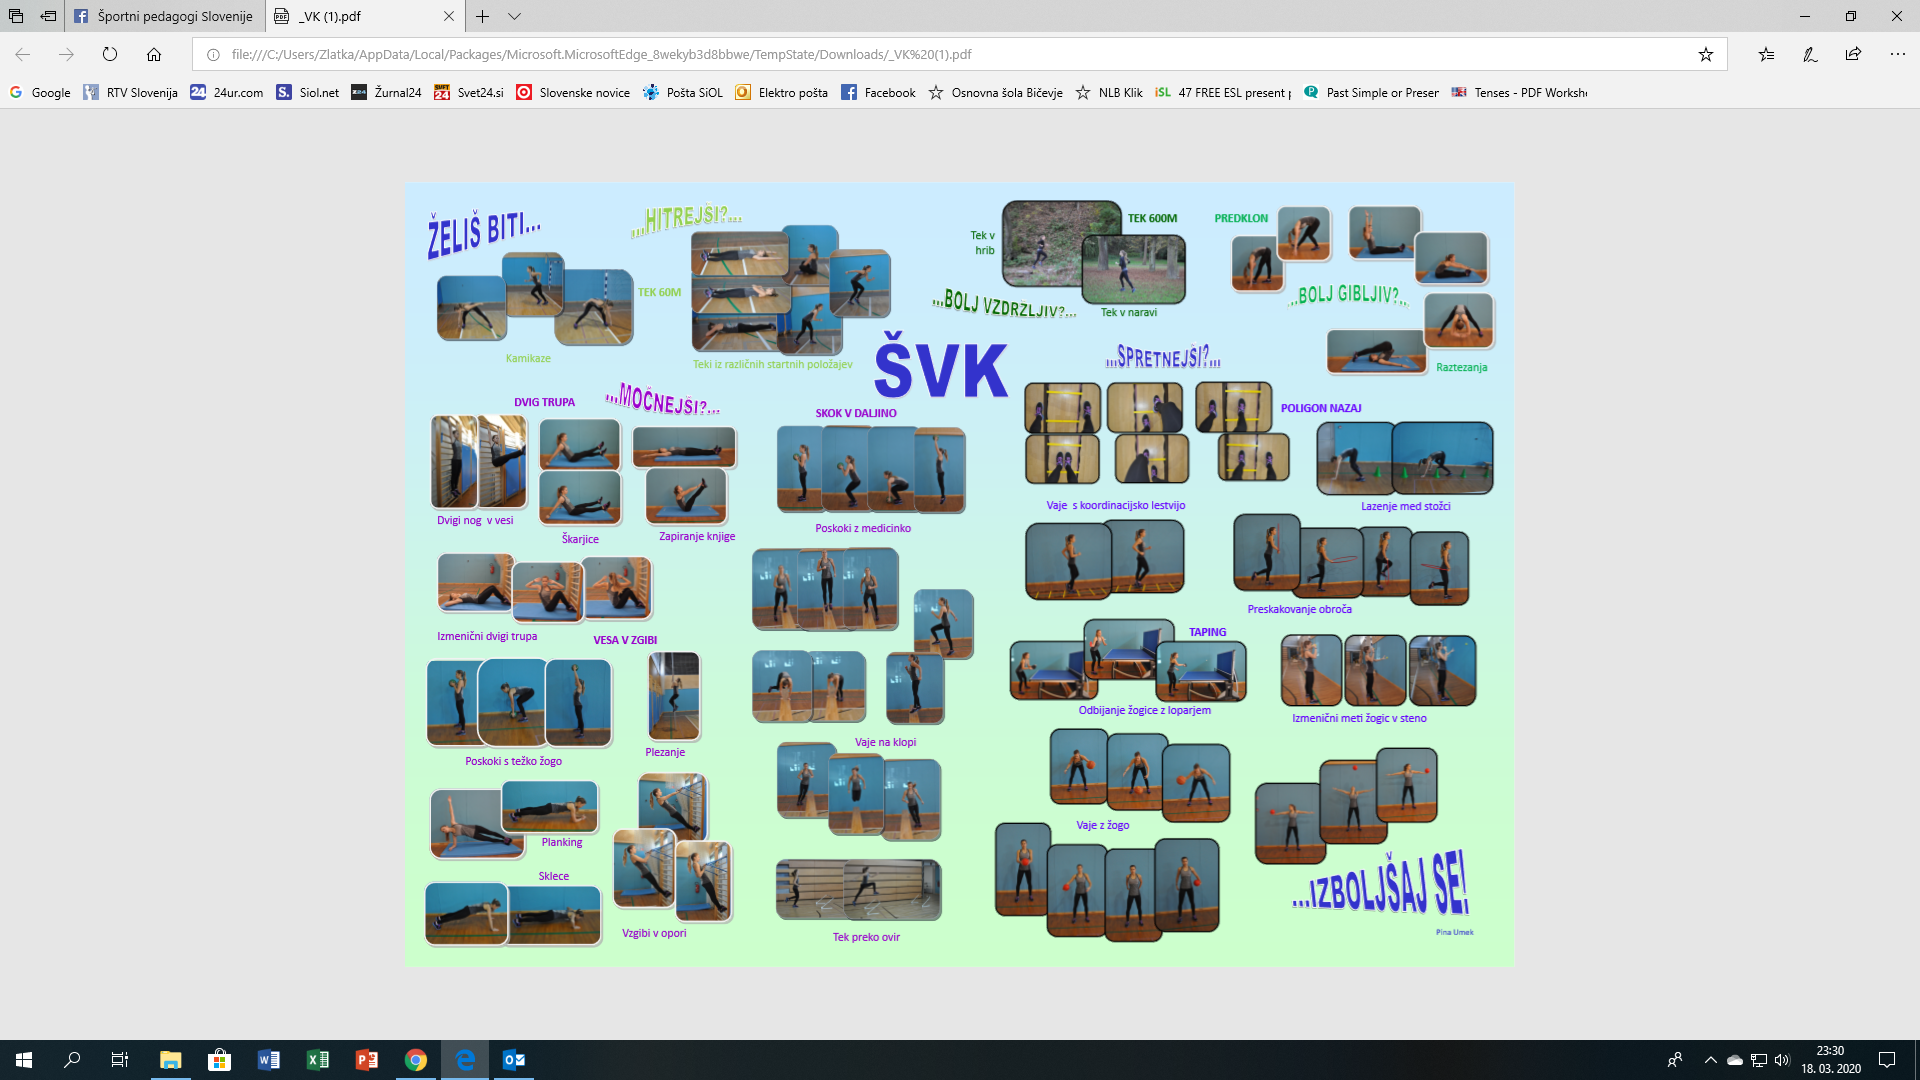 Športni pedagogi Slovenije
_VK (1).pdf
file:///C:/Users/Zlatka/AppData/Local/Packages/Microsoft.MicrosoftEdge_8wekyb3d8bbwe/TempState/Downloads/_VK%20(1).pdf
Google
RTV Slovenija
24ur.com
Siol.net
Žurnal24
Svet24.si
Slovenske novice
Pošta SiOL
Elektro pošta
Facebook
Osnovna šola Bičevje
NLB Klik
47 FREE ESL present p
Past Simple or Presen
Tenses - PDF Workshe
ŽELIŠ BITI...
...HITREJŠI?...
TEK 60M
Kamikaze
Teki iz različnih startnih položajev
TEK 600M
Tek v
hrib
...BOLJ VZDRŽLJIV?...
Tek v naravi
PREDKLON
...BOLJ GIBLJIV?...
Raztezanja
ŠVK
...MOČNEJŠI?...
DVIG TRUPA
Dvigi nog v vesi
Škarjice
Zapiranje knjige
Izmenični dvigi trupa
VESA V ZGIBI
Poskoki s težko žogo
Plezanje
Planking
Sklece
Vzgibi v opori
SKOK V DALJINO
Poskoki z medicinko
Vaje na klopi
Tek preko ovir
...SPRETNEJŠI?...
POLIGON NAZAJ
Vaje s koordinacijsko lestvijo
Lazenje med stožci
Preskakovanje obroča
TAPING
Odbijanje žogice z loparjem
Izmenični meti žogic v steno
Vaje z žogo
...IZBOLJŠAJ SE!
Pina Umek
23:30
18. 03. 2020